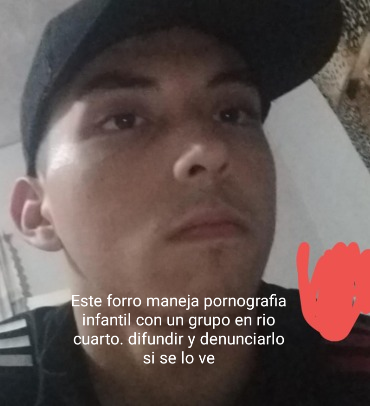 Este forro maneja pornografia
infantil con un grupo en rio
cuarto. difundir y denunciarlo
si se lo ve